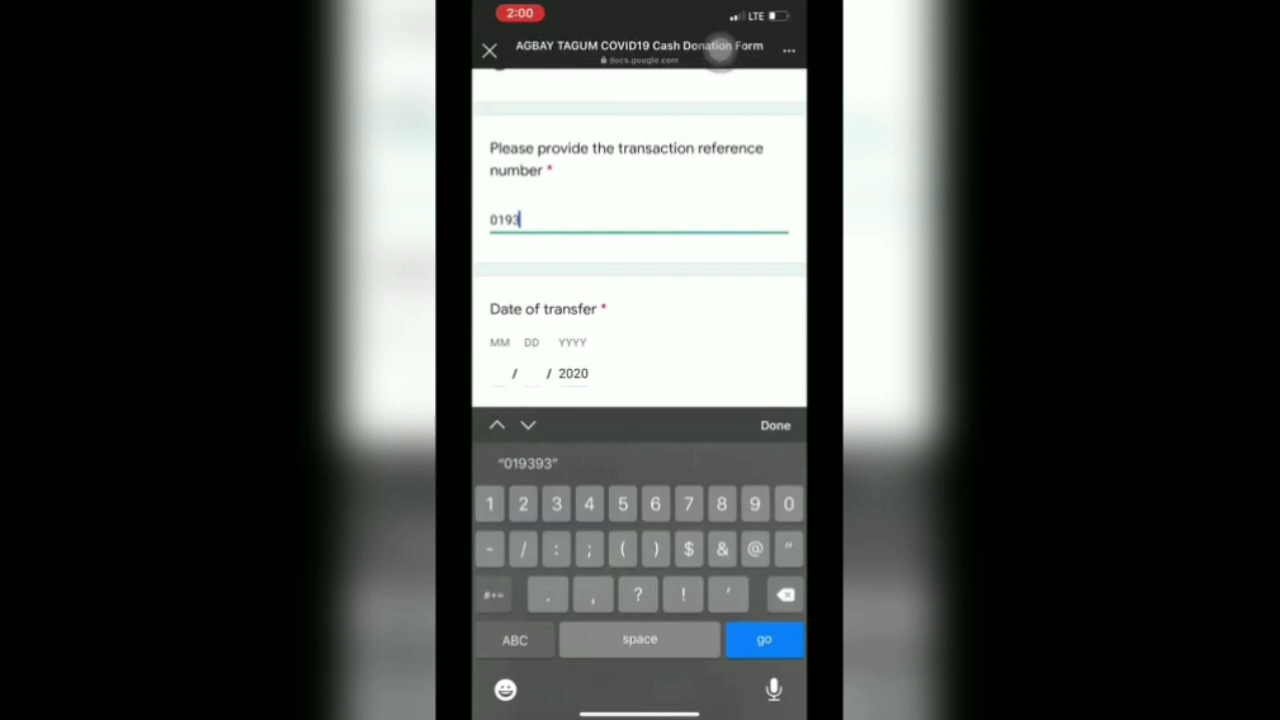 2:00
LTE
AGBAY TAGUM COVID19 Cash Donation Form
docs.google.com
Please provide the transaction reference
number *
0193
Date of transfer *
MM DD YYYY
/ / 2020
Done
"019393"
1 2 3 4 5 6 7 8 9 0
- / : ; ( ) $ & @ "
#+= . , ? ! '
ABC space go